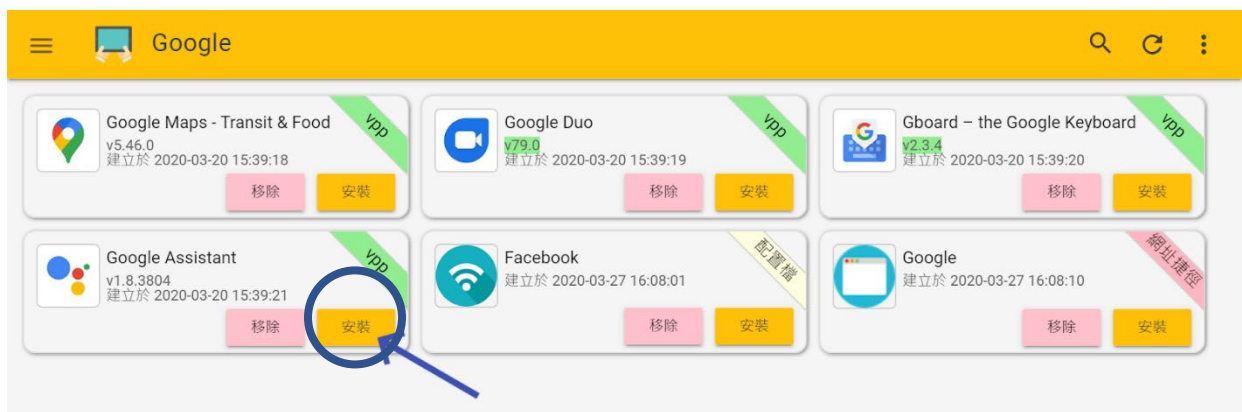 Google
Google Maps - Transit & Food
vpp
v5.46.0
建立於 2020-03-20 15:39:18
移除
安裝
Google Duo
vpp
v79.0
建立於 2020-03-20 15:39:19
移除
安裝
Gboard – the Google Keyboard
vpp
v2.3.4
建立於 2020-03-20 15:39:20
移除
安裝
Google Assistant
vpp
v1.8.3804
建立於 2020-03-20 15:39:21
移除
安裝
Facebook
配置檔
建立於 2020-03-27 16:08:01
移除
安裝
Google
網址捷徑
建立於 2020-03-27 16:08:10
移除
安裝